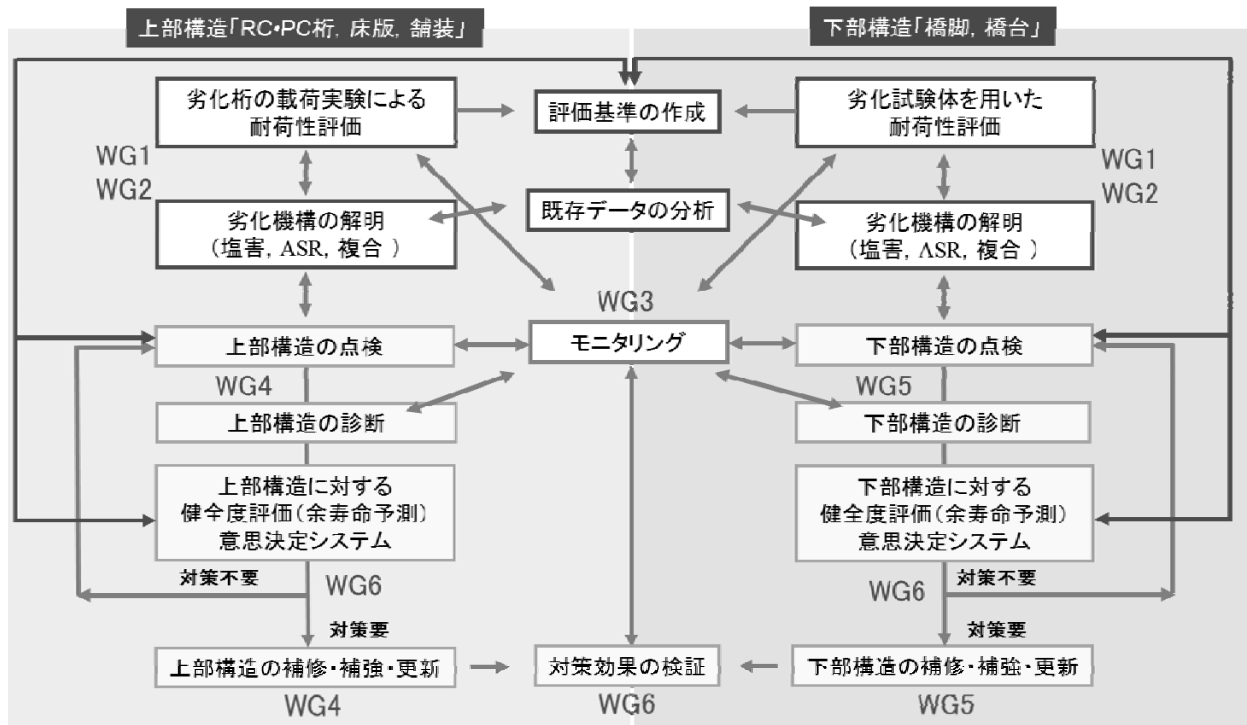 上部構造「RC•PC桁, 床版, 舗装」
下部構造「橋脚, 橋台」
劣化桁の載荷実験による
耐荷性評価
評価基準の作成
劣化試験体を用いた
耐荷性評価
WG1
WG2
WG1
WG2
既存データの分析
劣化機構の解明
(塩害, ASR, 複合 )
劣化機構の解明
(塩害, ASR, 複合 )
WG3
上部構造の点検
モニタリング
下部構造の点検
WG4
WG5
上部構造の診断
下部構造の診断
上部構造に対する
健全度評価(余寿命予測)
意思決定システム
下部構造に対する
健全度評価(余寿命予測)
意思決定システム
対策不要
WG6
WG6
対策不要
対策要
対策要
上部構造の補修・補強・更新
対策効果の検証
下部構造の補修・補強・更新
WG4
WG6
WG5